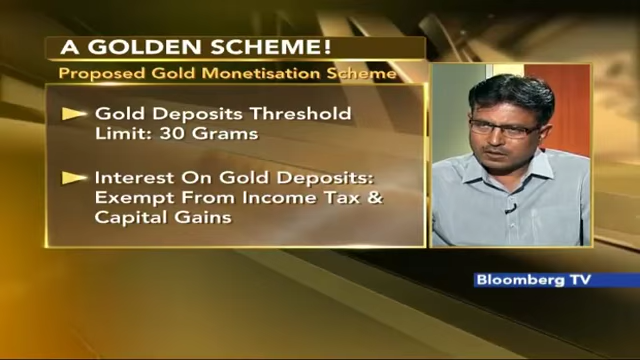 A GOLDEN SCHEME!
Proposed Gold Monetisation Scheme
Gold Deposits Threshold
Limit: 30 Grams
Interest On Gold Deposits:
Exempt From Income Tax &
Capital Gains
Bloomberg TV